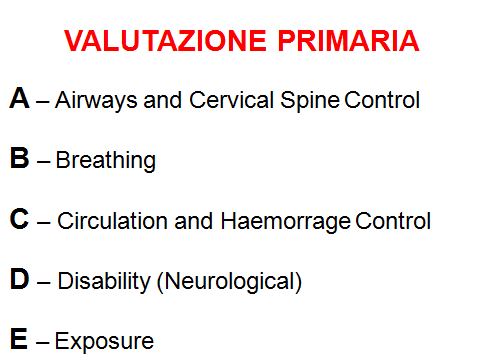 VALUTAZIONE PRIMARIA
A – Airways and Cervical Spine Control
B – Breathing
C – Circulation and Haemorrage Control
D – Disability (Neurological)
E – Exposure